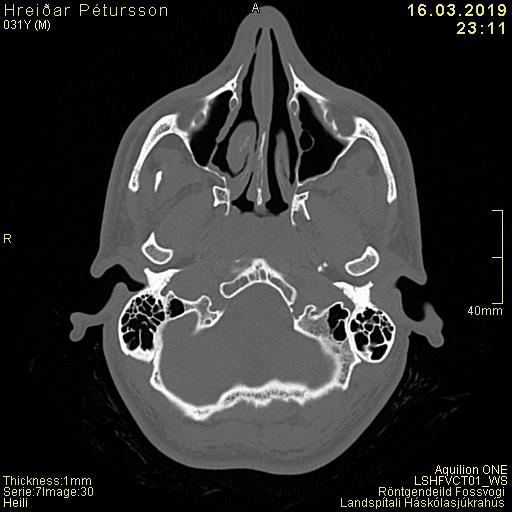 Hreiðar Pétursson
031Y (M)
A
16.03.2019
23:11
R
40mm
Thickness:1mm
Serie:7Image:30
Heili
Aquilion ONE
LSHFVCT01_WS
Röntgendeild Fossvogi
Landspítali Háskólasjúkrahús